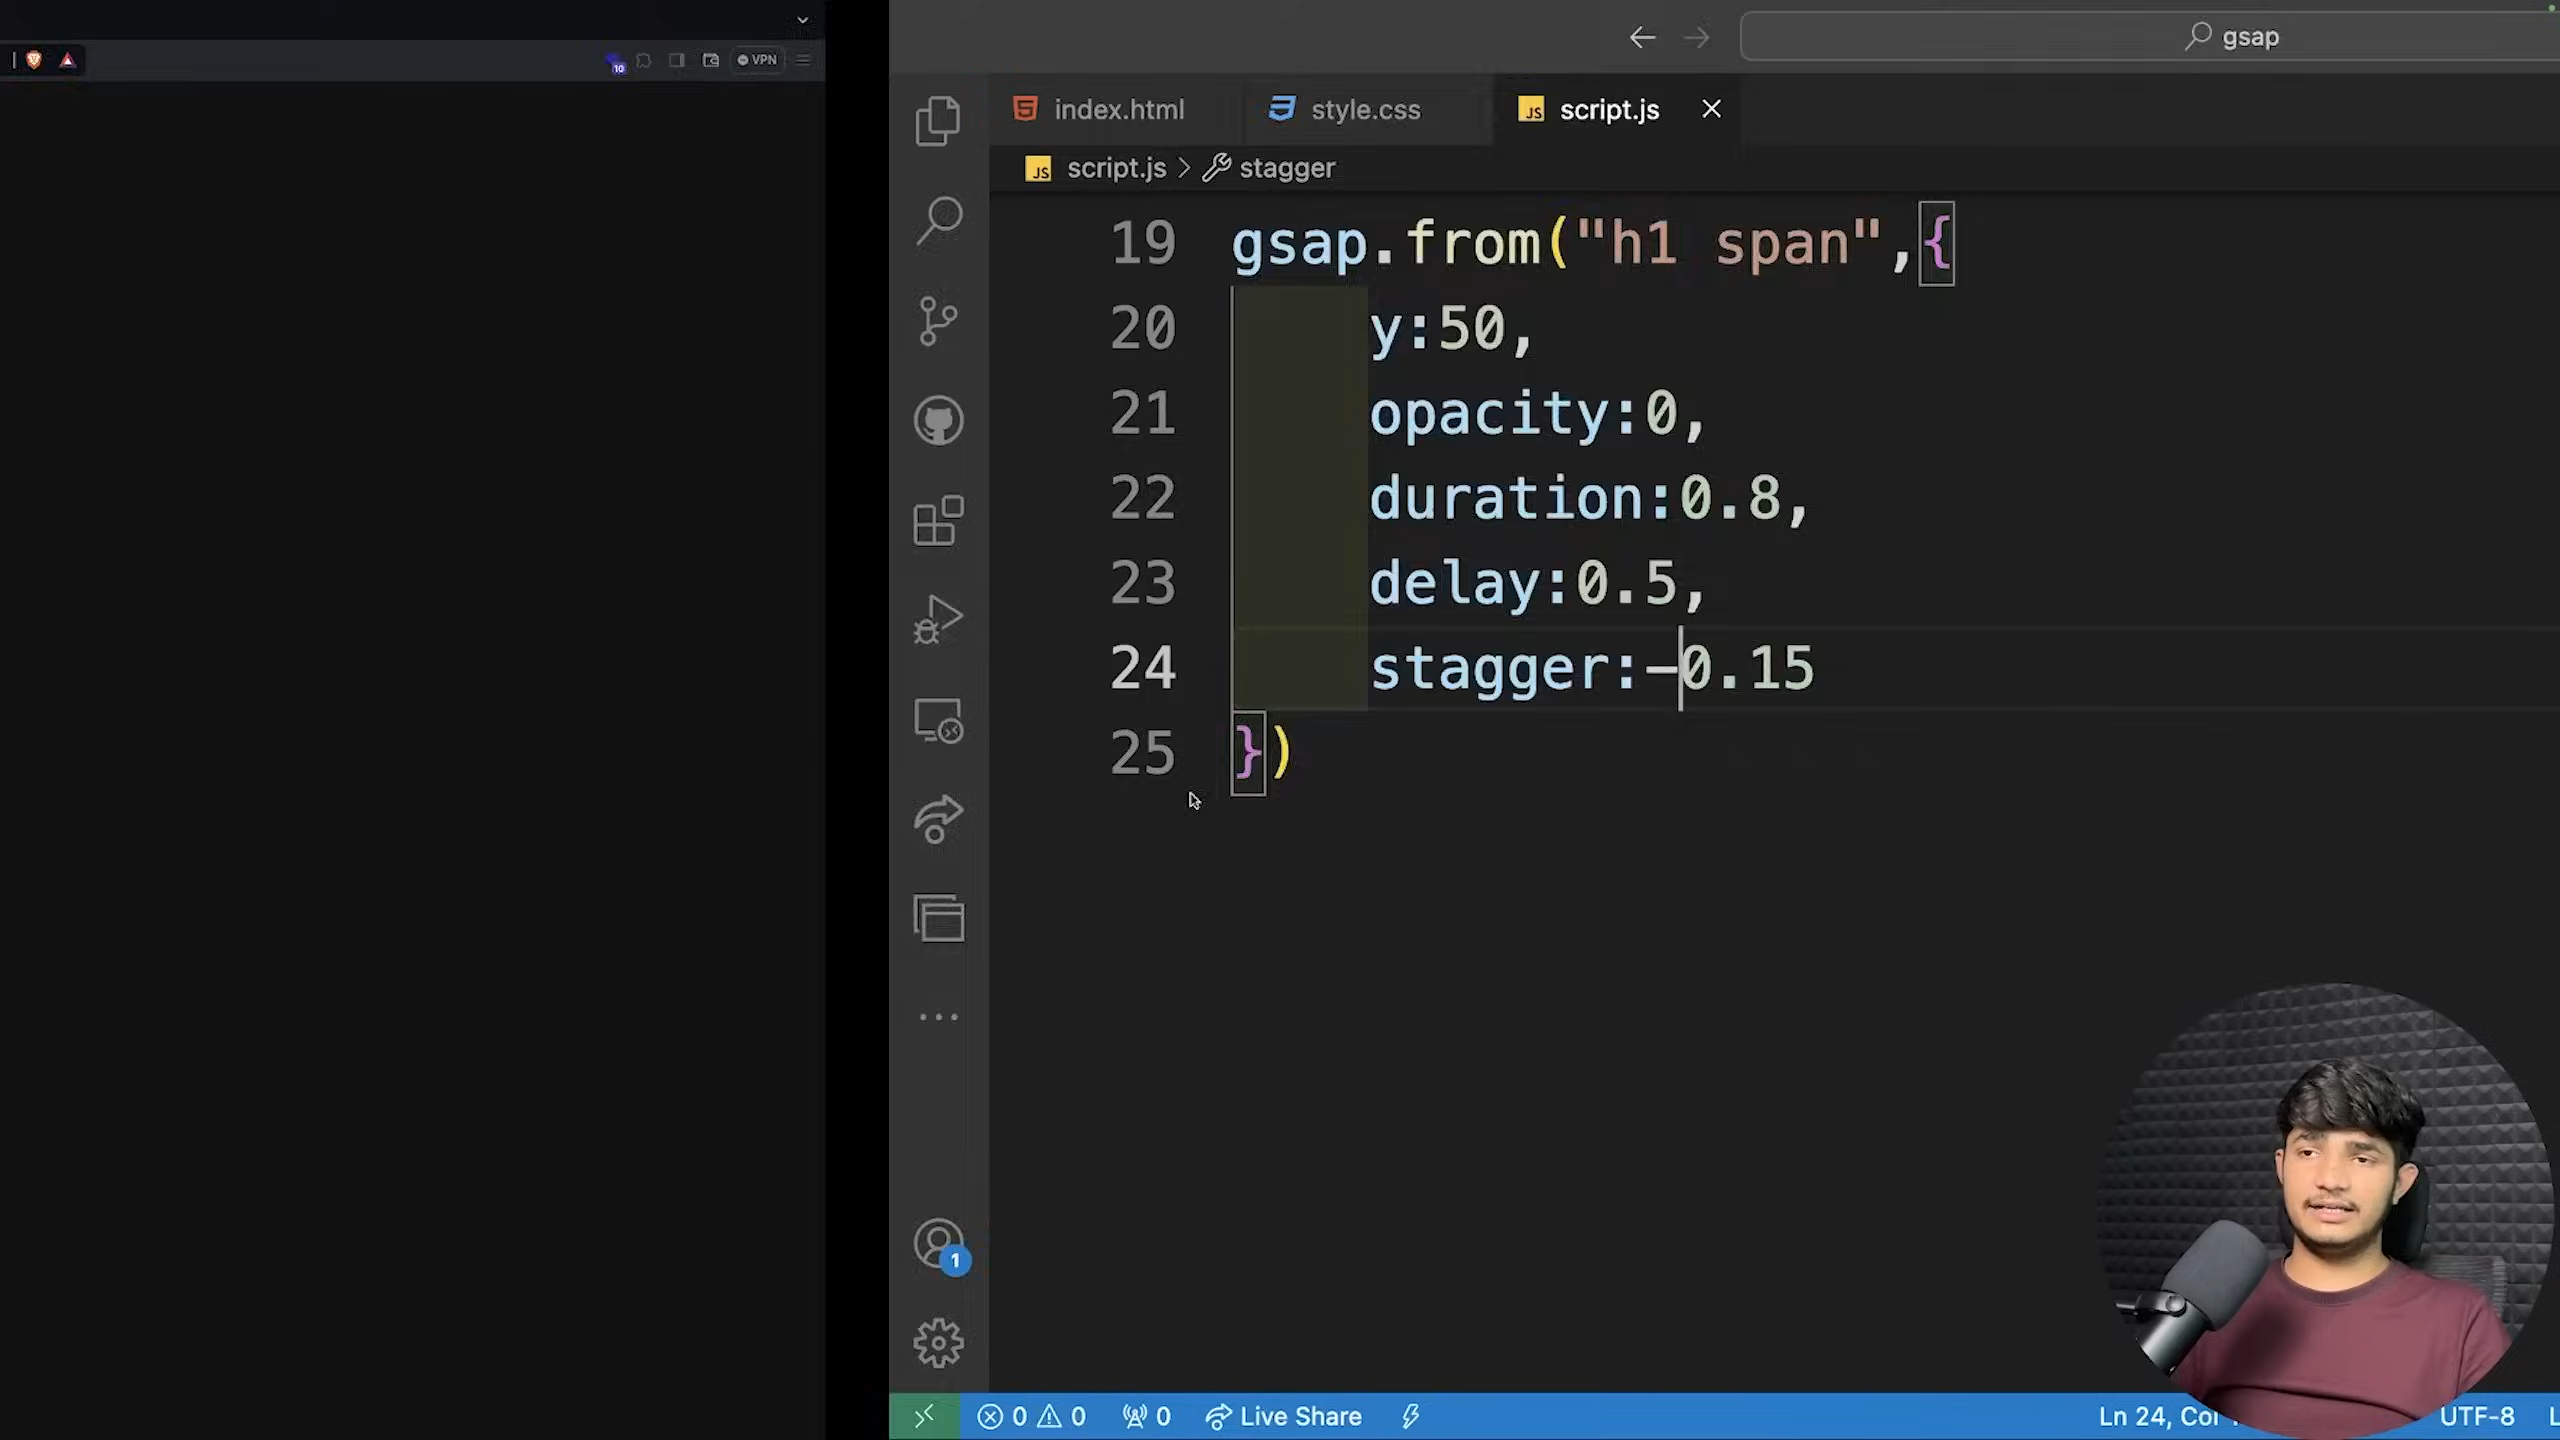 10
VPN
gsap
index.html
style.css
script.js
script.js > stagger
19 gsap.from("h1 span",{
20 y:50,
21 opacity:0,
22 duration:0.8,
23 delay:0.5,
24 stagger:-0.15
25 })
1
0 0 0 Live Share
Ln 24, Col
UTF-8